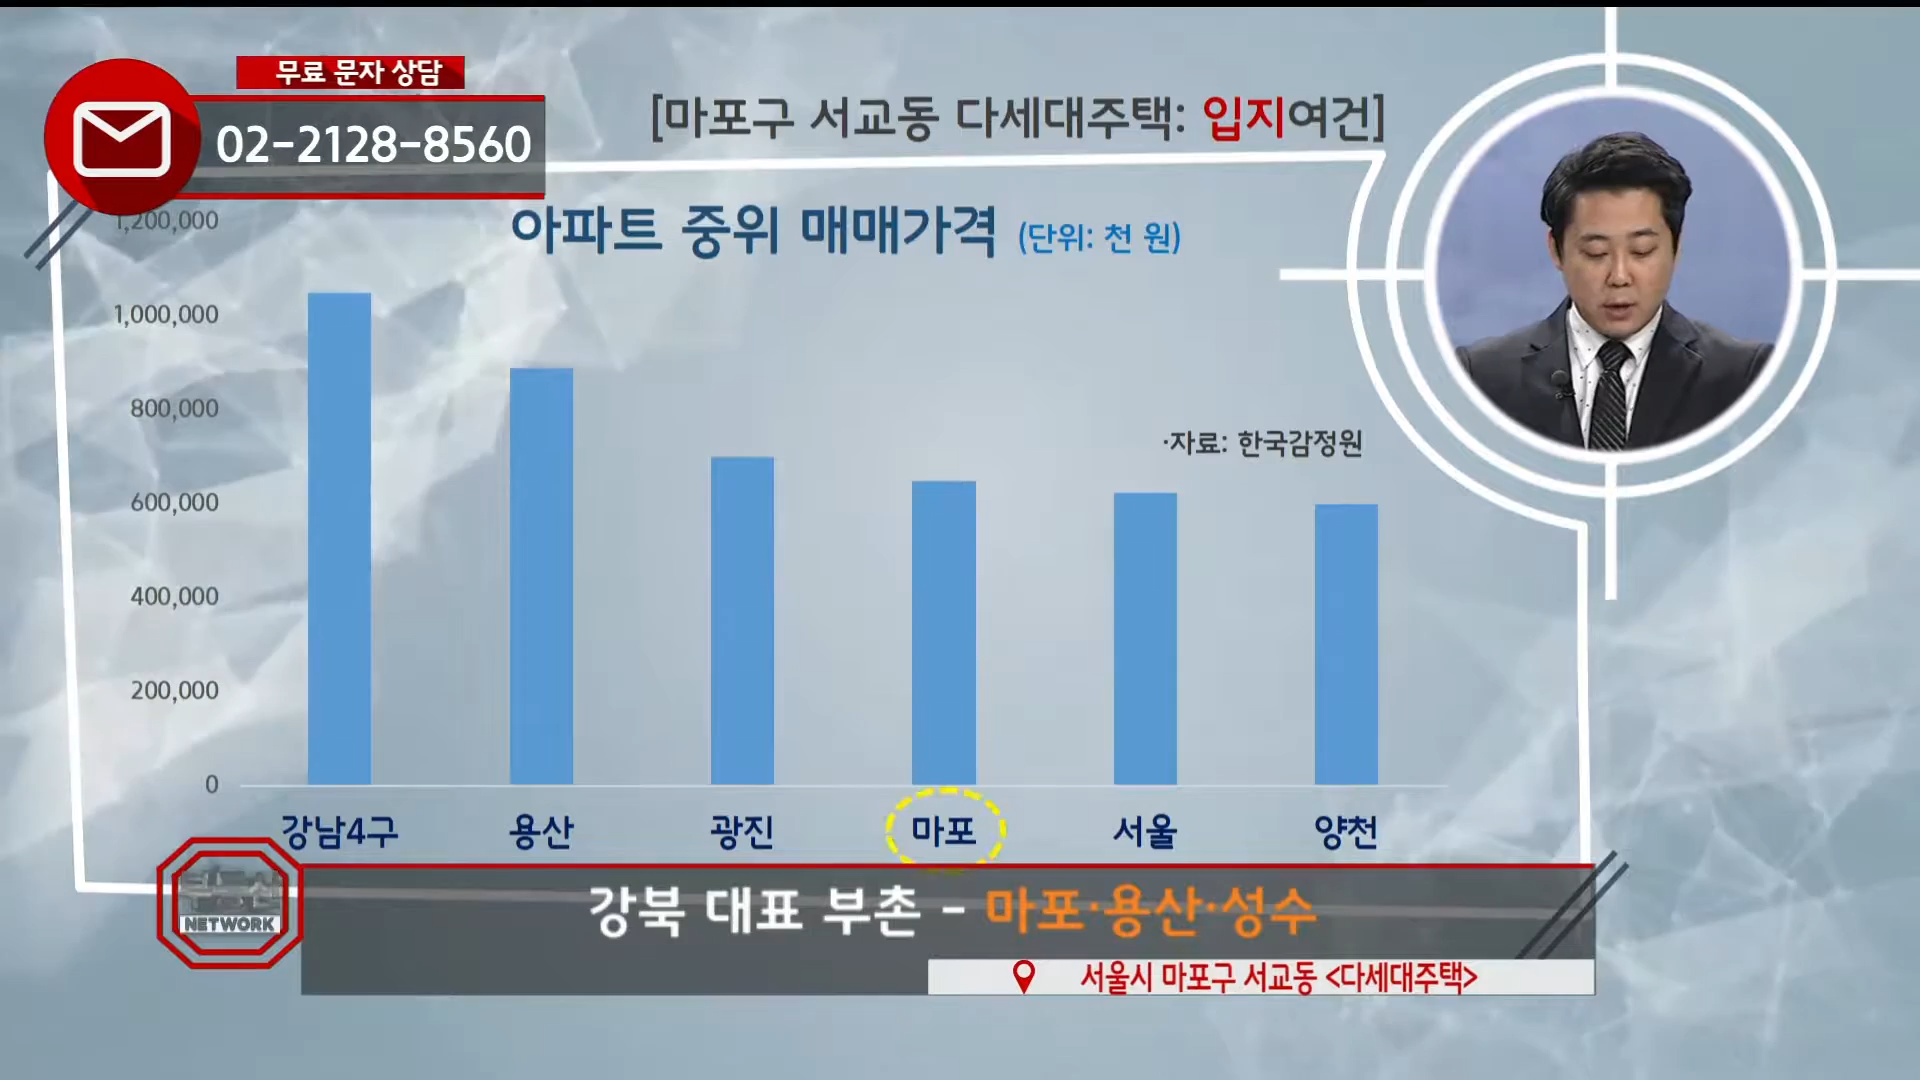 무료 문자 상담
02-2128-8560
[마포구 서교동 다세대주택: 입지여건]
아파트 중위 매매가격 (단위: 천 원)
1,200,000
1,000,000
800,000
·자료: 한국감정원
600,000
400,000
200,000
0
강남4구 용산 광진 마포 서울 양천
강북 대표 부촌 - 마포·용산·성수
NETWORK
서울시 마포구 서교동 <다세대주택>